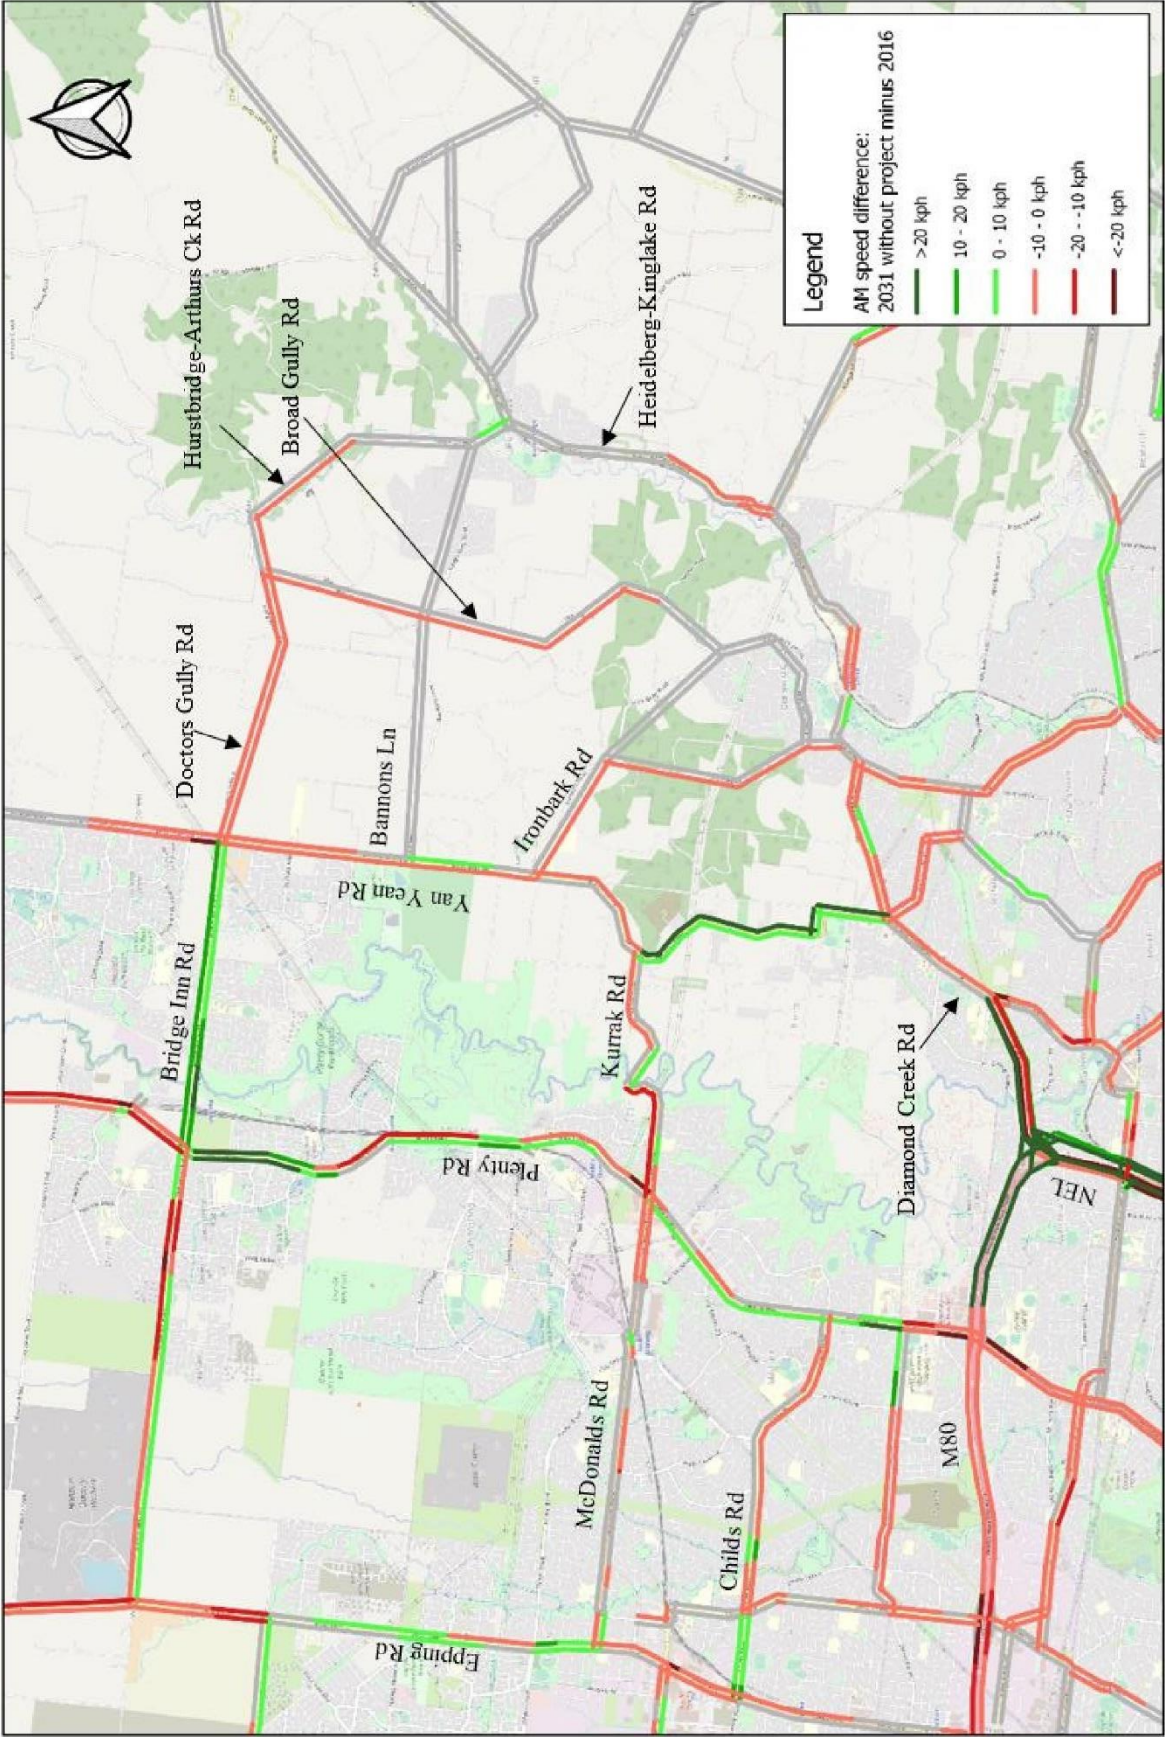 Hurstbridge-Arthurs Ck Rd
Broad Gully Rd
Heidelberg-Kinglake Rd
Doctors Gully Rd
Bannons Ln
Ironbark Rd
Yan Yean Rd
Bridge Inn Rd
Kurrak Rd
Diamond Creek Rd
Plenty Rd
NEL
McDonalds Rd
M80
Childs Rd
Epping Rd
Legend
AM speed difference:
2031 without project minus 2016
>20 kph
10 - 20 kph
0 - 10 kph
-10 - 0 kph
-20 - -10 kph
<-20 kph